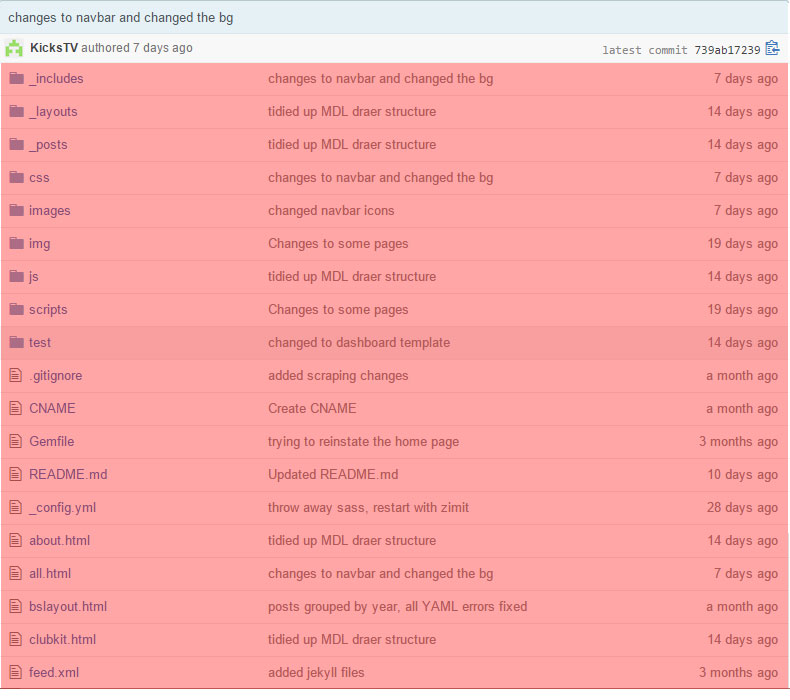 changes to navbar and changed the bg
KicksTV authored 7 days ago latest commit 739ab17239
_includes changes to navbar and changed the bg 7 days ago
_layouts tidied up MDL draer structure 14 days ago
_posts tidied up MDL draer structure 14 days ago
css changes to navbar and changed the bg 7 days ago
images changed navbar icons 7 days ago
img Changes to some pages 19 days ago
js tidied up MDL draer structure 14 days ago
scripts Changes to some pages 19 days ago
test changed to dashboard template 14 days ago
.gitignore added scraping changes a month ago
CNAME Create CNAME a month ago
Gemfile trying to reinstate the home page 3 months ago
README.md Updated README.md 10 days ago
_config.yml throw away sass, restart with zimit 28 days ago
about.html tidied up MDL draer structure 14 days ago
all.html changes to navbar and changed the bg 7 days ago
bslayout.html posts grouped by year, all YAML errors fixed a month ago
clubkit.html tidied up MDL draer structure 14 days ago
feed.xml added jekyll files 3 months ago